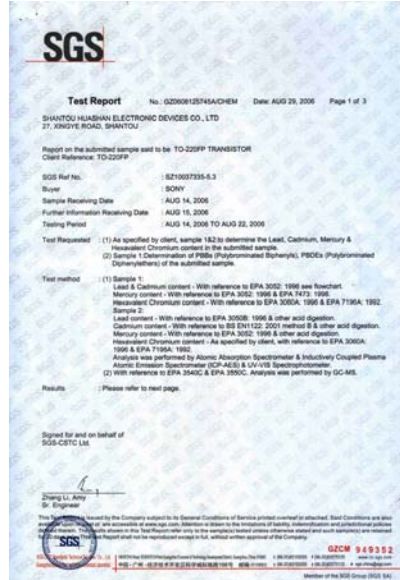 SGS
Test Report No.: GZ0608125745A/CHEM Date: AUG 29, 2006 Page 1 of 3
SHANTOU HUASHAN ELECTRONIC DEVICES CO., LTD
27, XINGYE ROAD, SHANTOU
Report on the submitted sample said to be TO-220FP TRANSISTOR
Client Reference: TO-220FP
SGS Ref No. : SZ10037335-5.3
Buyer : SONY
Sample Receiving Date : AUG 14, 2006
Further Information Receiving Date : AUG 15, 2006
Testing Period : AUG 14, 2006 TO AUG 22, 2006
Test Requested : (1) As specified by client, sample 1&2 to determine the Lead, Cadmium, Mercury &
Hexavalent Chromium content in the submitted sample.
(2) Sample 1:Determination of PBBs (Polybrominated Biphenyls), PBDEs (Polybrominated
Diphenylethers) of the submitted sample.
Test method : (1) Sample 1:
Lead & Cadmium content - With reference to EPA 3052: 1996 see flowchart.
Mercury content - With reference to EPA 3052: 1996 & EPA 7473: 1998.
Hexavalent Chromium content - With reference to EPA 3060A: 1996 & EPA 7196A: 1992.
Sample 2:
Lead content - With reference to EPA 3050B: 1996 & other acid digestion.
Cadmium content - With reference to BS EN1122: 2001 method B & other acid digestion.
Mercury content - With reference to EPA 3052: 1996 & other acid digestion.
Hexavalent Chromium content - As specified by client, with reference to EPA 3060A:
1996 & EPA 7196A: 1992.
Analysis was performed by Atomic Absorption Spectrometer & Inductively Coupled Plasma
Atomic Emission Spectrometer (ICP-AES) & UV-VIS Spectrophotometer.
(2) With reference to EPA 3540C & EPA 3550C. Analysis was performed by GC-MS.
Results : Please refer to next page.
Signed for and on behalf of
SGS-CSTC Ltd.
Zhang Li, Amy
Sr. Engineer
SGS
GZCM 949352
Member of the SGS Group (SGS SA)